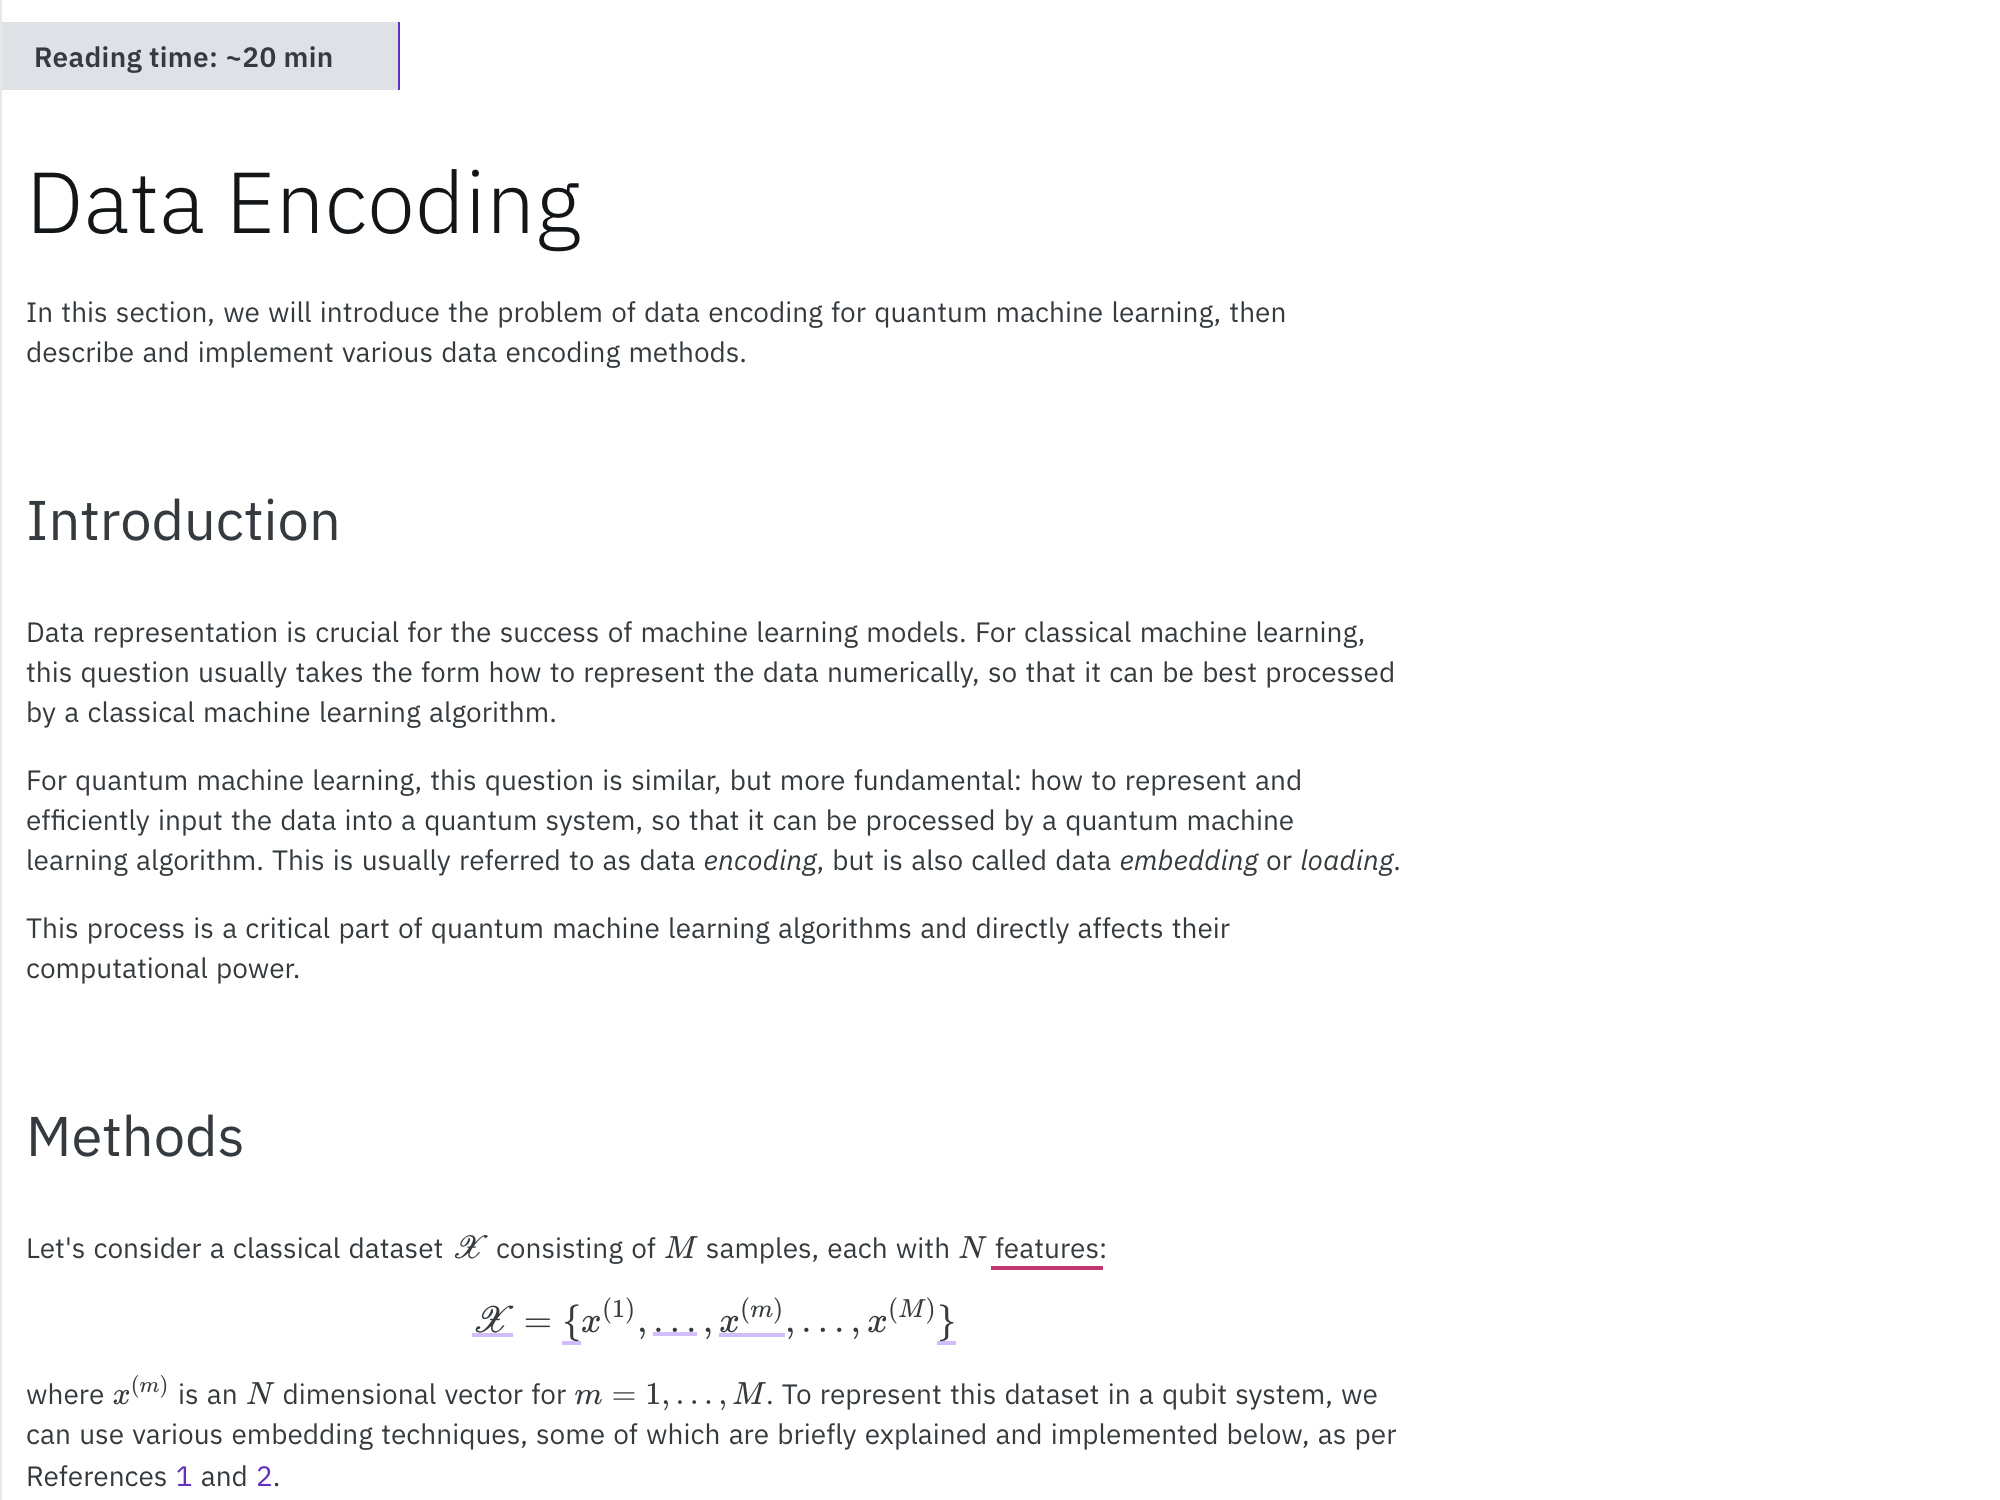 Reading time: ~20 min
Data Encoding
In this section, we will introduce the problem of data encoding for quantum machine learning, then
describe and implement various data encoding methods.
Introduction
Data representation is crucial for the success of machine learning models. For classical machine learning,
this question usually takes the form how to represent the data numerically, so that it can be best processed
by a classical machine learning algorithm.
For quantum machine learning, this question is similar, but more fundamental: how to represent and
efficiently input the data into a quantum system, so that it can be processed by a quantum machine
learning algorithm. This is usually referred to as data encoding, but is also called data embedding or loading.
This process is a critical part of quantum machine learning algorithms and directly affects their
computational power.
Methods
Let's consider a classical dataset 𝒳 consisting of M samples, each with N features:
𝒳 = {x^(1), ..., x^(m), ..., x^(M)}
where x^(m) is an N dimensional vector for m = 1, ..., M. To represent this dataset in a qubit system, we
can use various embedding techniques, some of which are briefly explained and implemented below, as per
References 1 and 2.